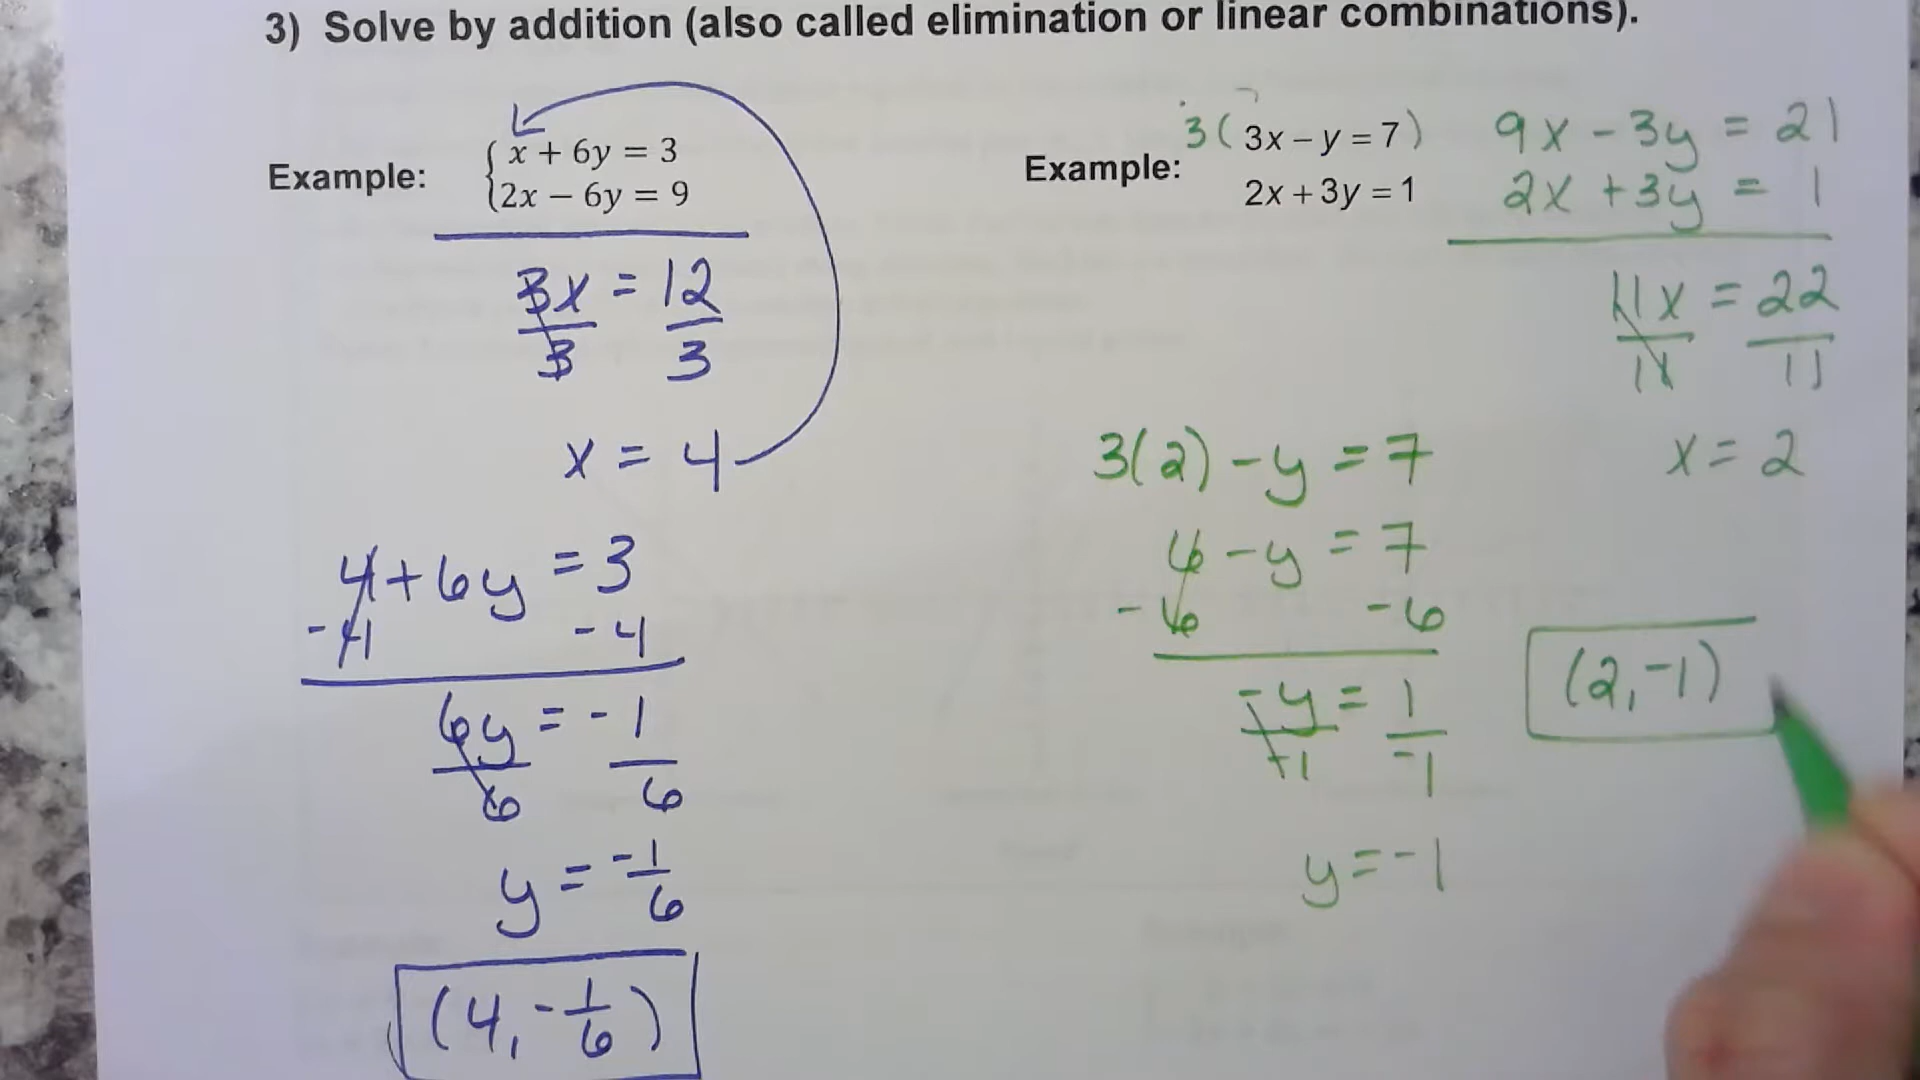 3) Solve by addition (also called elimination or linear combinations).
Example:
x + 6y = 3
2x − 6y = 9
3x = 12
3 3
x = 4
4 + 6y = 3
-4 -4
6y = -1
6 6
y = -1/6
(4, -1/6)
Example:
3( 3x − y = 7)
2x + 3y = 1
9x - 3y = 21
2x + 3y = 1
11x = 22
11 11
x = 2
3(2) - y = 7
6 - y = 7
-6 -6
-y = 1
-1 -1
y = -1
(2, -1)